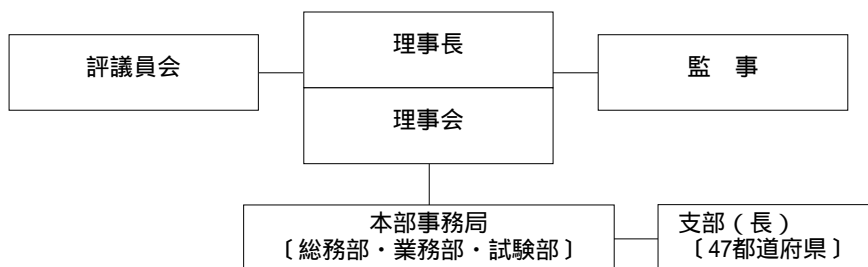 理事長
評議員会
監　事
理事会
本部事務局
〔総務部・業務部・試験部〕
支部（長）
〔47都道府県〕